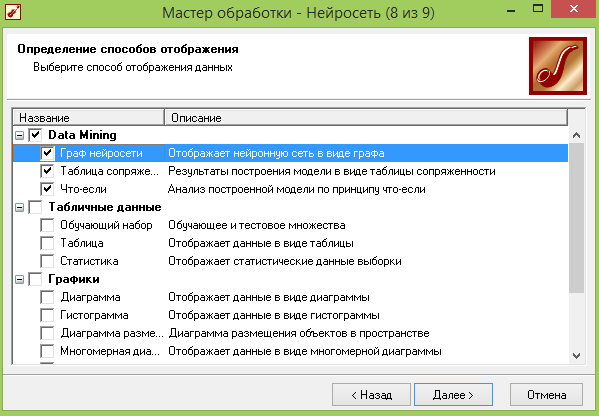 Мастер обработки - Нейросеть (8 из 9)
Определение способов отображения
Выберите способ отображения данных
Название Описание
Data Mining
Граф нейросети Отображает нейронную сеть в виде графа
Таблица сопряже... Результаты построения модели в виде таблицы сопряженности
Что-если Анализ построенной модели по принципу что-если
Табличные данные
Обучающий набор Обучающее и тестовое множества
Таблица Отображает данные в виде таблицы
Статистика Отображает статистические данные выборки
Графики
Диаграмма Отображает данные в виде диаграммы
Гистограмма Отображает данные в виде гистограммы
Диаграмма разме... Диаграмма размещения объектов в пространстве
Многомерная диа... Отображает данные в виде многомерной диаграммы
< Назад Далее > Отмена